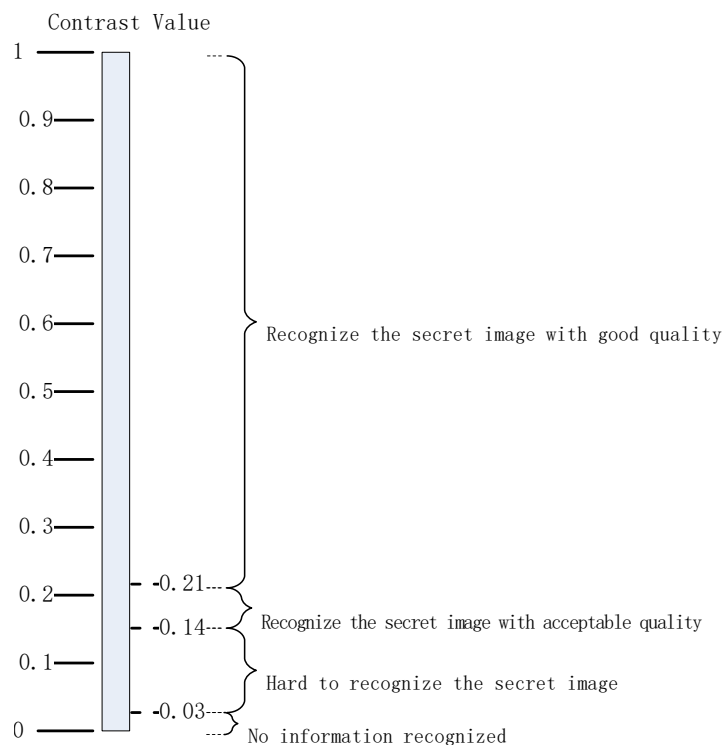 Contrast Value
1
0.9
0.8
0.7
0.6
Recognize the secret image with good quality
0.5
0.4
0.3
0.21
0.2
Recognize the secret image with acceptable quality
0.14
0.1
Hard to recognize the secret image
0.03
0
No information recognized